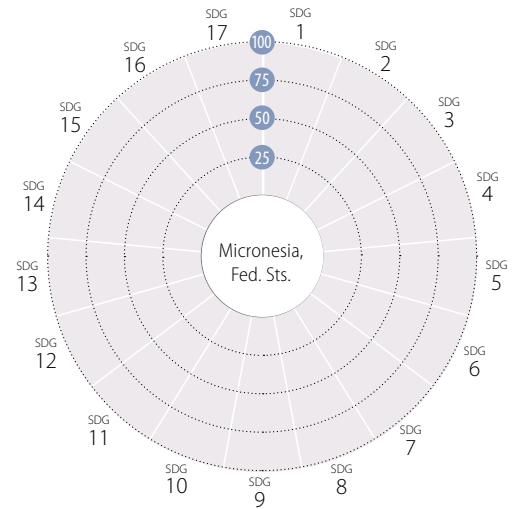 SDG
1
SDG
2
SDG
3
SDG
4
SDG
5
SDG
6
SDG
7
SDG
8
SDG
9
SDG
10
SDG
11
SDG
12
SDG
13
SDG
14
SDG
15
SDG
16
SDG
17
100
75
50
25
Micronesia,
Fed. Sts.